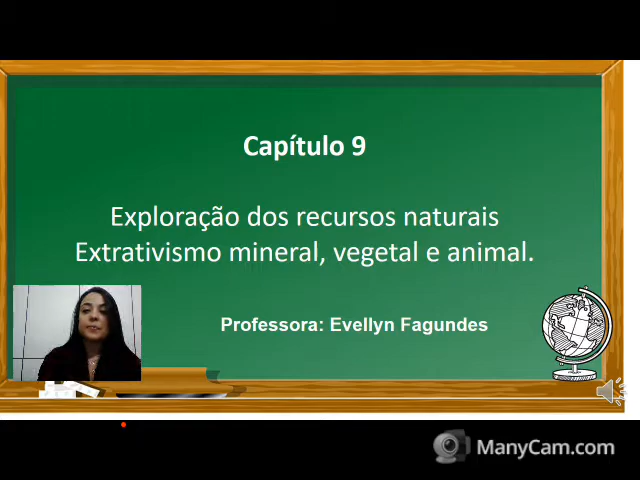 Capítulo 9
Exploração dos recursos naturais
Extrativismo mineral, vegetal e animal.
Professora: Evellyn Fagundes
ManyCam.com